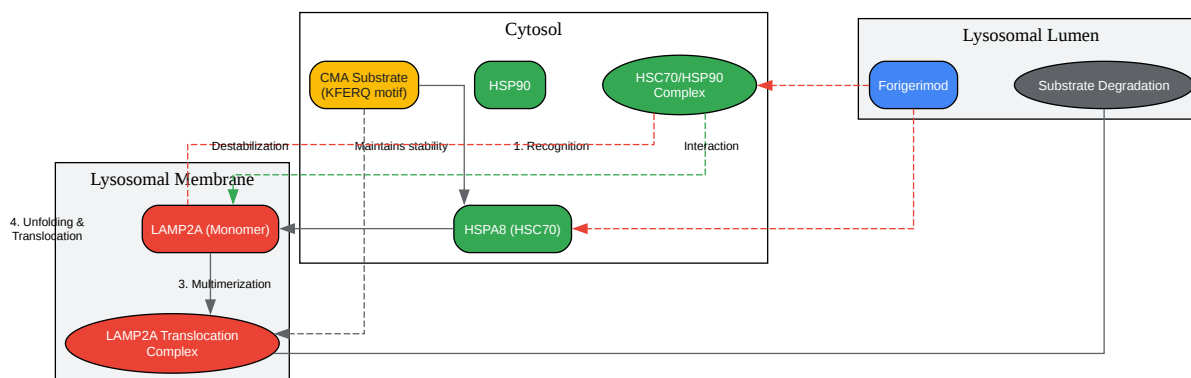 Cytosol
Lysosomal Lumen
CMA Substrate
(KFERQ motif)
HSP90
HSC70/HSP90
Complex
Forigerimod
Substrate Degradation
Destabilization
Maintains stability
1. Recognition
Interaction
Lysosomal Membrane
4. Unfolding &
Translocation
LAMP2A (Monomer)
HSPA8 (HSC70)
3. Multimerization
LAMP2A Translocation
Complex